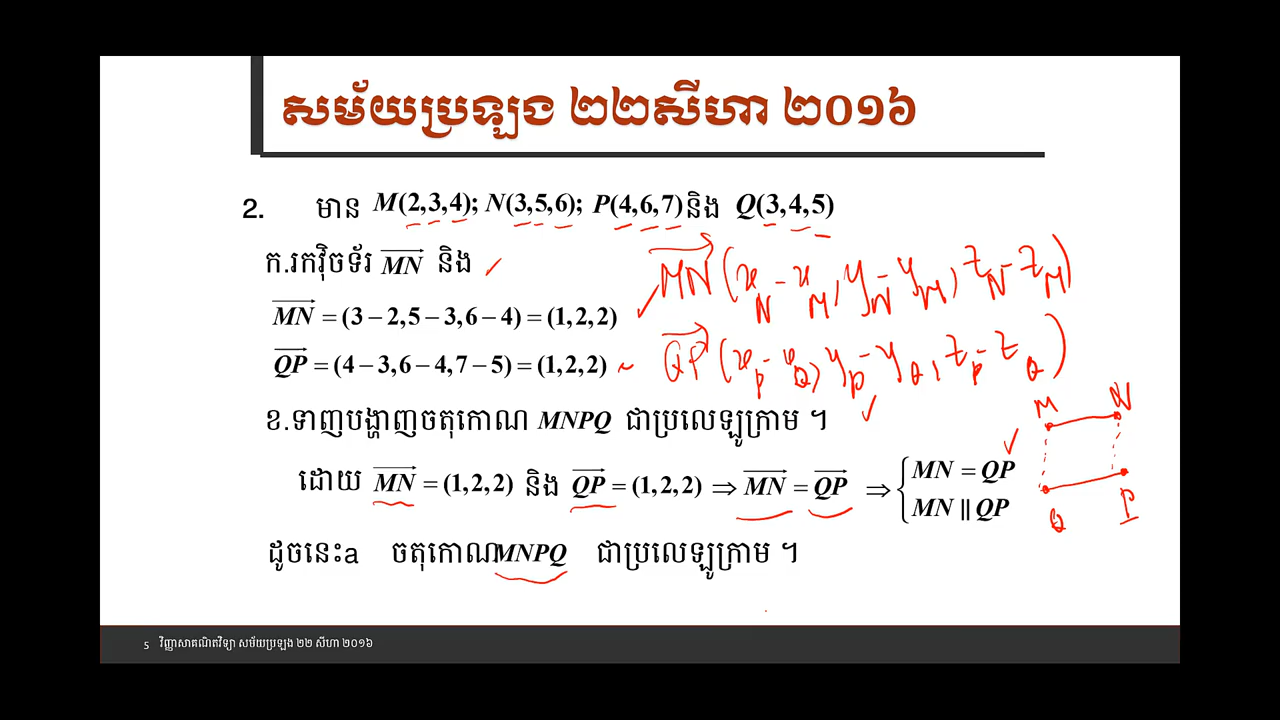 សម័យប្រឡង ២២សីហា ២០១៦
2. មាន M(2,3,4); N(3,5,6); P(4,6,7) និង Q(3,4,5)
ក.រកវ៉ិចទ័រ MN និង
MN = (3 − 2,5 − 3,6 − 4) = (1,2,2)
MN (x_N − x_M, y_N − y_M, z_N − z_M)
QP = (4 − 3,6 − 4,7 − 5) = (1,2,2)
QP (x_P − x_Q, y_P − y_Q, z_P − z_Q)
ខ.ទាញបង្ហាញចតុកោណ MNPQ ជាប្រលេឡូក្រាម ។
M N
ដោយ MN = (1,2,2) និង QP = (1,2,2) ⇒ MN = QP ⇒ { MN = QP
MN || QP
Q P
ដូចនេះa ចតុកោណMNPQ ជាប្រលេឡូក្រាម ។
5 វិញ្ញាសាគណិតវិទ្យា សម័យប្រឡង ២២ សីហា ២០១៦